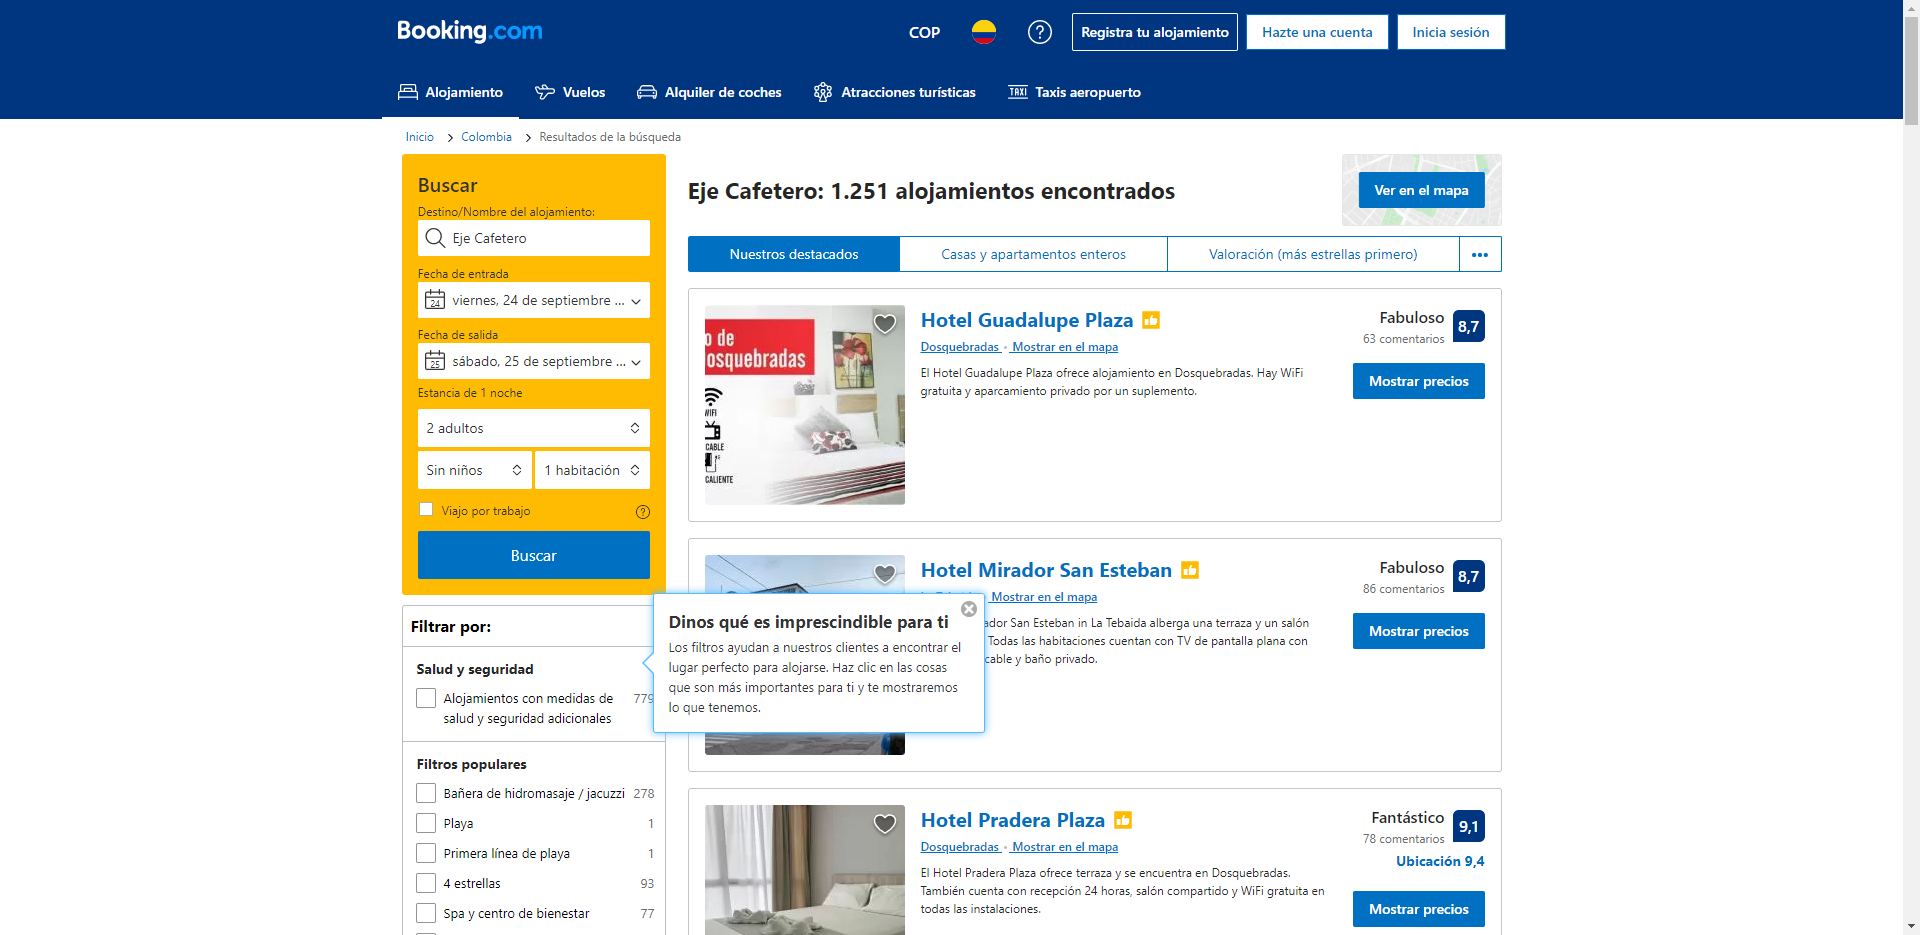 Booking.com
COP
Registra tu alojamiento
Hazte una cuenta
Inicia sesión
Alojamiento
Vuelos
Alquiler de coches
Atracciones turísticas
TAXI
Taxis aeropuerto
Inicio
Colombia
Resultados de la búsqueda
Buscar
Destino/Nombre del alojamiento:
Eje Cafetero
Fecha de entrada
24
viernes, 24 de septiembre ...
Fecha de salida
25
sábado, 25 de septiembre ...
Estancia de 1 noche
2 adultos
Sin niños
1 habitación
Viajo por trabajo
Buscar
Filtrar por:
Salud y seguridad
Alojamientos con medidas de
salud y seguridad adicionales
779
Filtros populares
Bañera de hidromasaje / jacuzzi 278
Playa 1
Primera línea de playa 1
4 estrellas 93
Spa y centro de bienestar 77
Dinos qué es imprescindible para ti
Los filtros ayudan a nuestros clientes a encontrar el
lugar perfecto para alojarse. Haz clic en las cosas
que son más importantes para ti y te mostraremos
lo que tenemos.
Eje Cafetero: 1.251 alojamientos encontrados
Ver en el mapa
Nuestros destacados
Casas y apartamentos enteros
Valoración (más estrellas primero)
o de
osquebradas
WIFI
CABLE
CALIENTE
Hotel Guadalupe Plaza
Dosquebradas • Mostrar en el mapa
El Hotel Guadalupe Plaza ofrece alojamiento en Dosquebradas. Hay WiFi
gratuita y aparcamiento privado por un suplemento.
Fabuloso
63 comentarios
8,7
Mostrar precios
Hotel Mirador San Esteban
Mostrar en el mapa
ador San Esteban in La Tebaida alberga una terraza y un salón
Todas las habitaciones cuentan con TV de pantalla plana con
cable y baño privado.
Fabuloso
86 comentarios
8,7
Mostrar precios
Hotel Pradera Plaza
Dosquebradas • Mostrar en el mapa
El Hotel Pradera Plaza ofrece terraza y se encuentra en Dosquebradas.
También cuenta con recepción 24 horas, salón compartido y WiFi gratuita en
todas las instalaciones.
Fantástico
78 comentarios
9,1
Ubicación 9,4
Mostrar precios